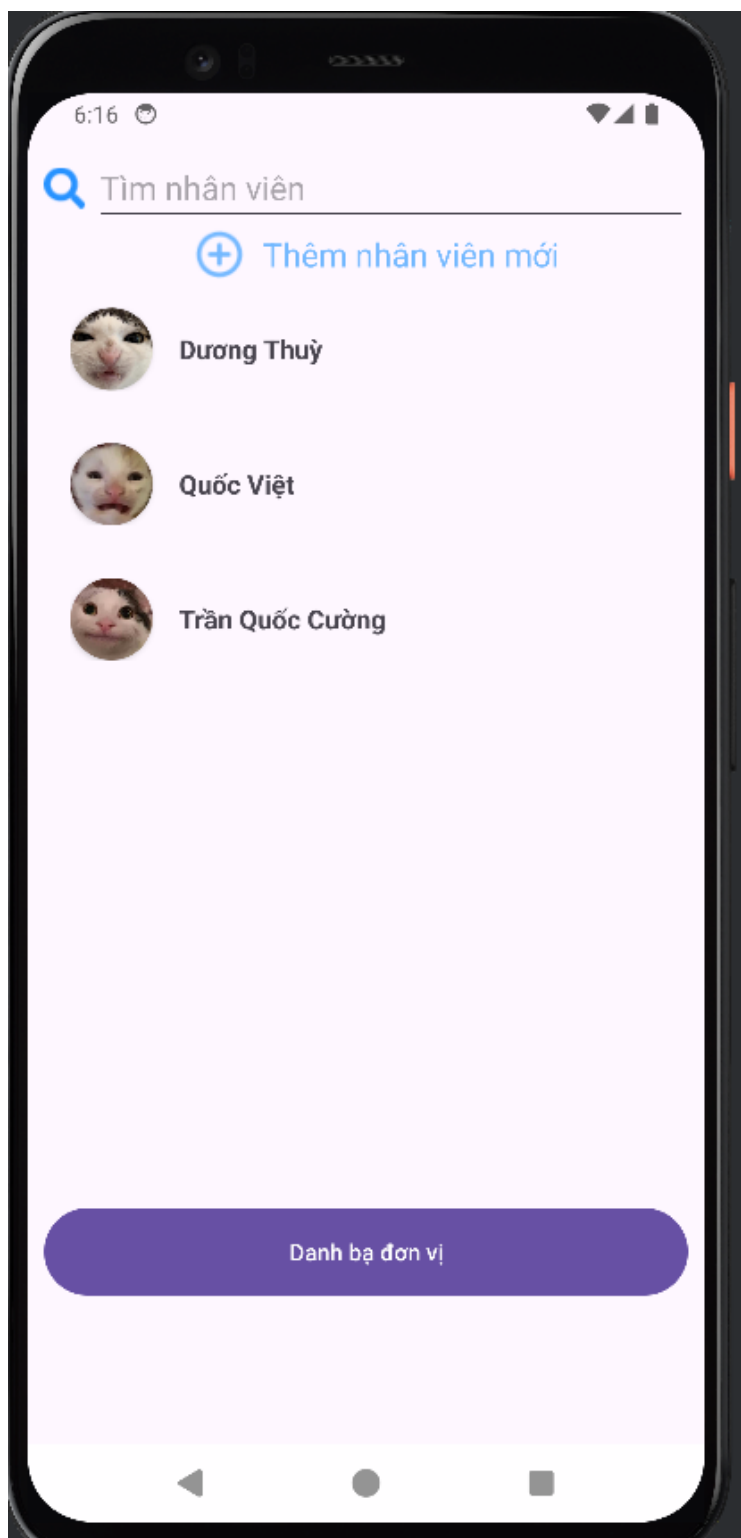 6:16
Tìm nhân viên
Thêm nhân viên mới
Dương Thuỳ
Quốc Việt
Trần Quốc Cường
Danh bạ đơn vị